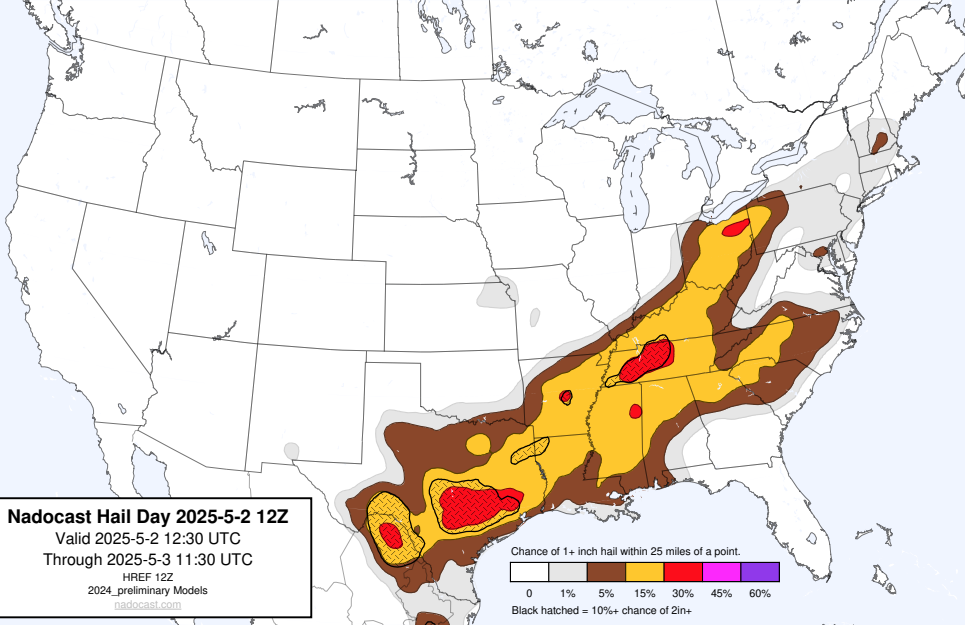 Nadocast Hail Day 2025-5-2 12Z
Valid 2025-5-2 12:30 UTC
Through 2025-5-3 11:30 UTC
HREF 12Z
2024_preliminary Models
nadocast.com
Chance of 1+ inch hail within 25 miles of a point.
0 1% 5% 15% 30% 45% 60%
Black hatched = 10%+ chance of 2in+